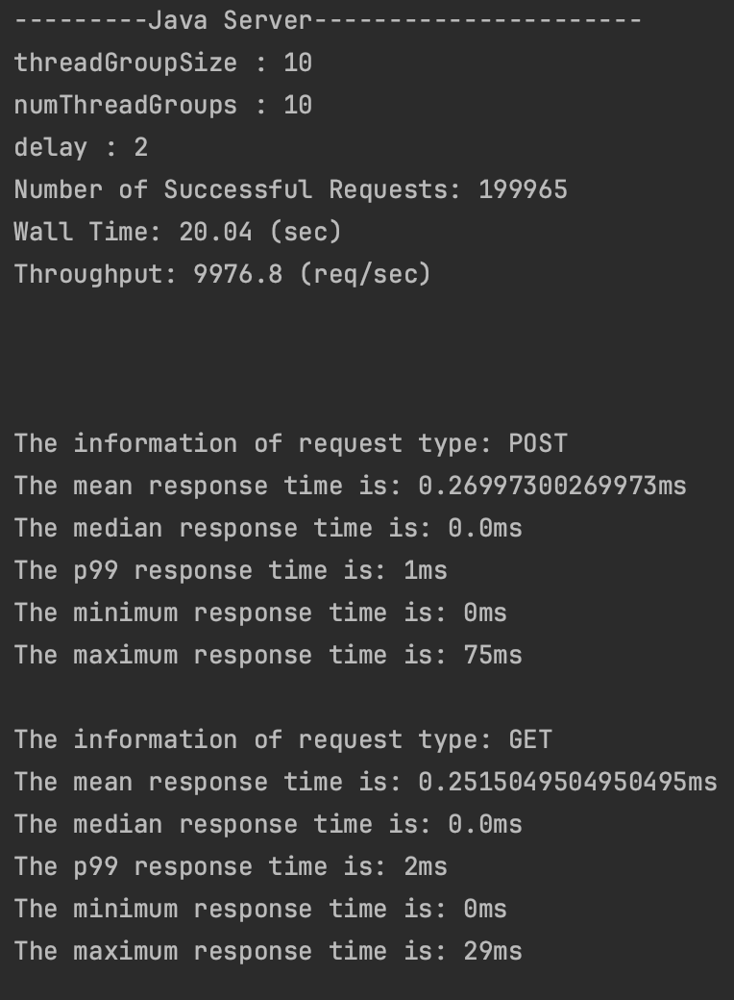 ---------Java Server----------------------
threadGroupSize : 10
numThreadGroups : 10
delay : 2
Number of Successful Requests: 199965
Wall Time: 20.04 (sec)
Throughput: 9976.8 (req/sec)
The information of request type: POST
The mean response time is: 0.26997300269973ms
The median response time is: 0.0ms
The p99 response time is: 1ms
The minimum response time is: 0ms
The maximum response time is: 75ms
The information of request type: GET
The mean response time is: 0.2515049504950495ms
The median response time is: 0.0ms
The p99 response time is: 2ms
The minimum response time is: 0ms
The maximum response time is: 29ms